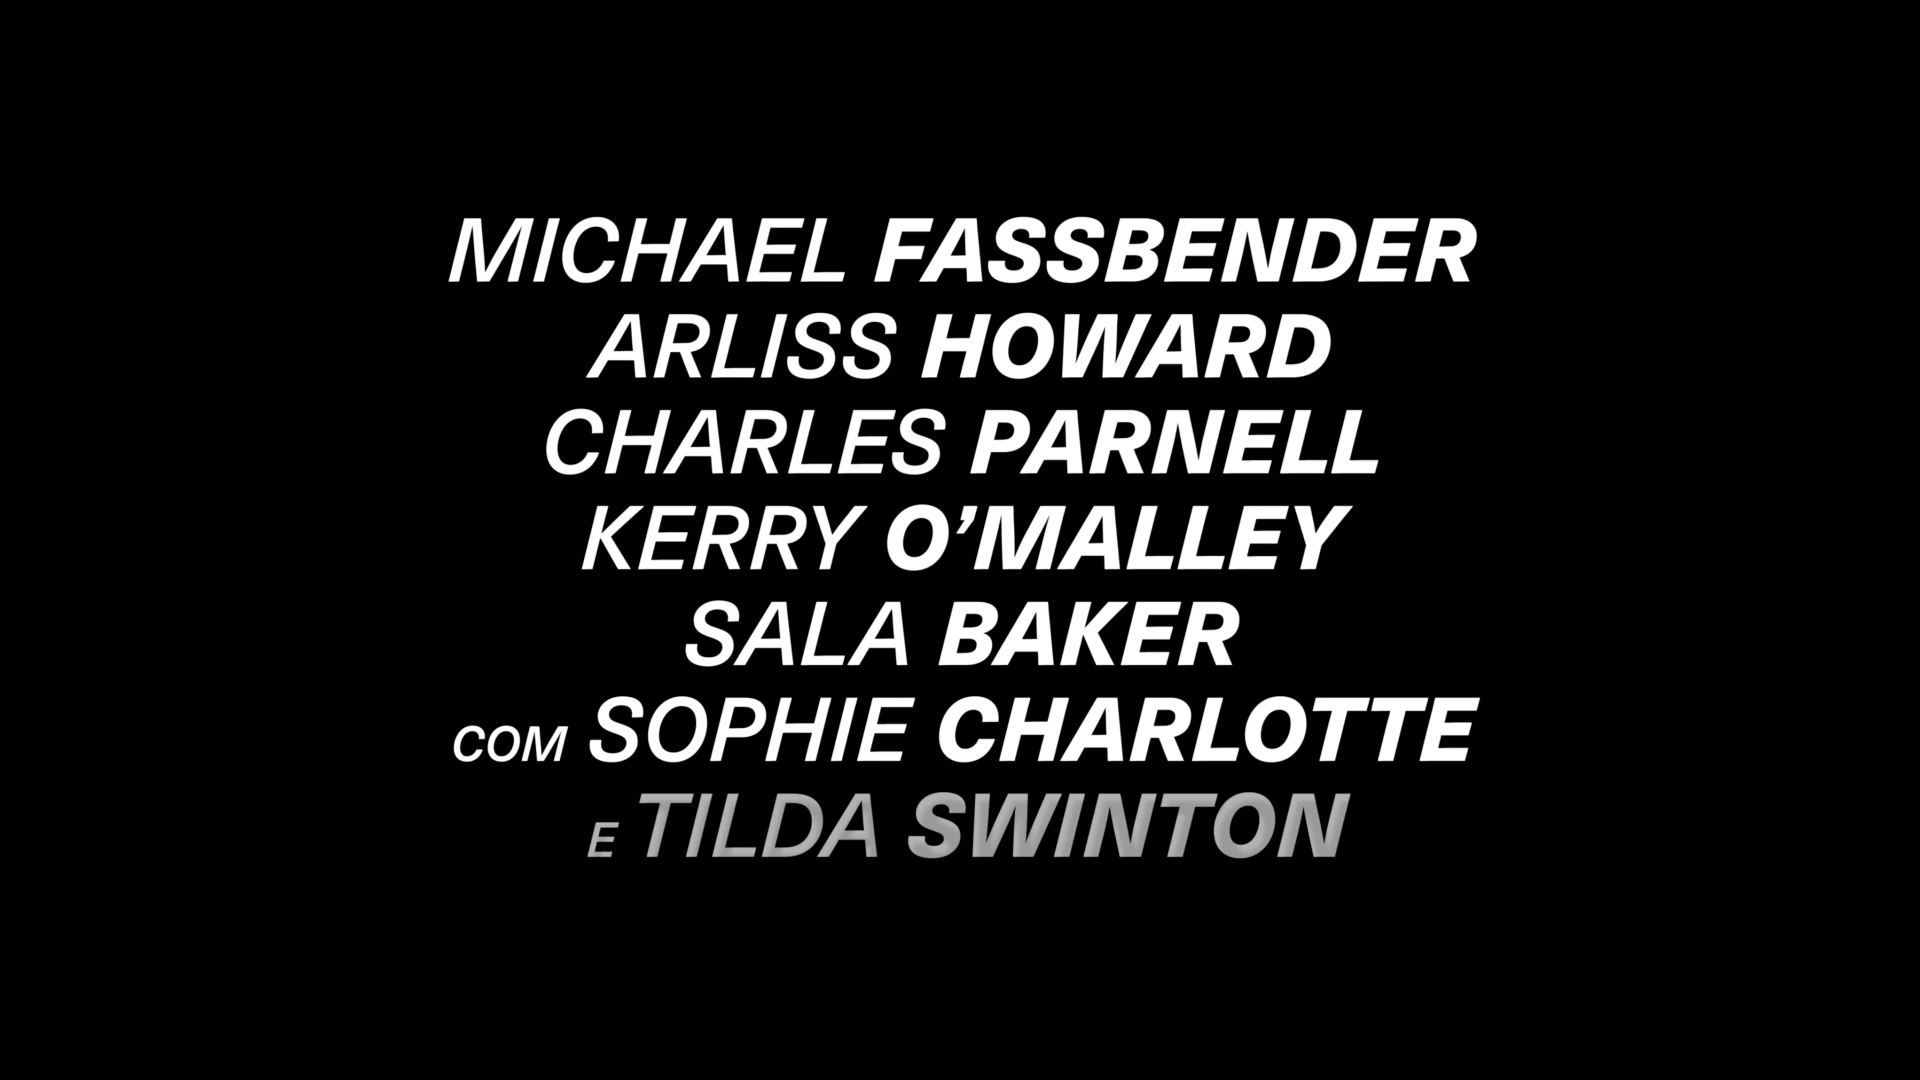 MICHAEL FASSBENDER
ARLISS HOWARD
CHARLES PARNELL
KERRY O’MALLEY
SALA BAKER
COM SOPHIE CHARLOTTE
E TILDA SWINTON